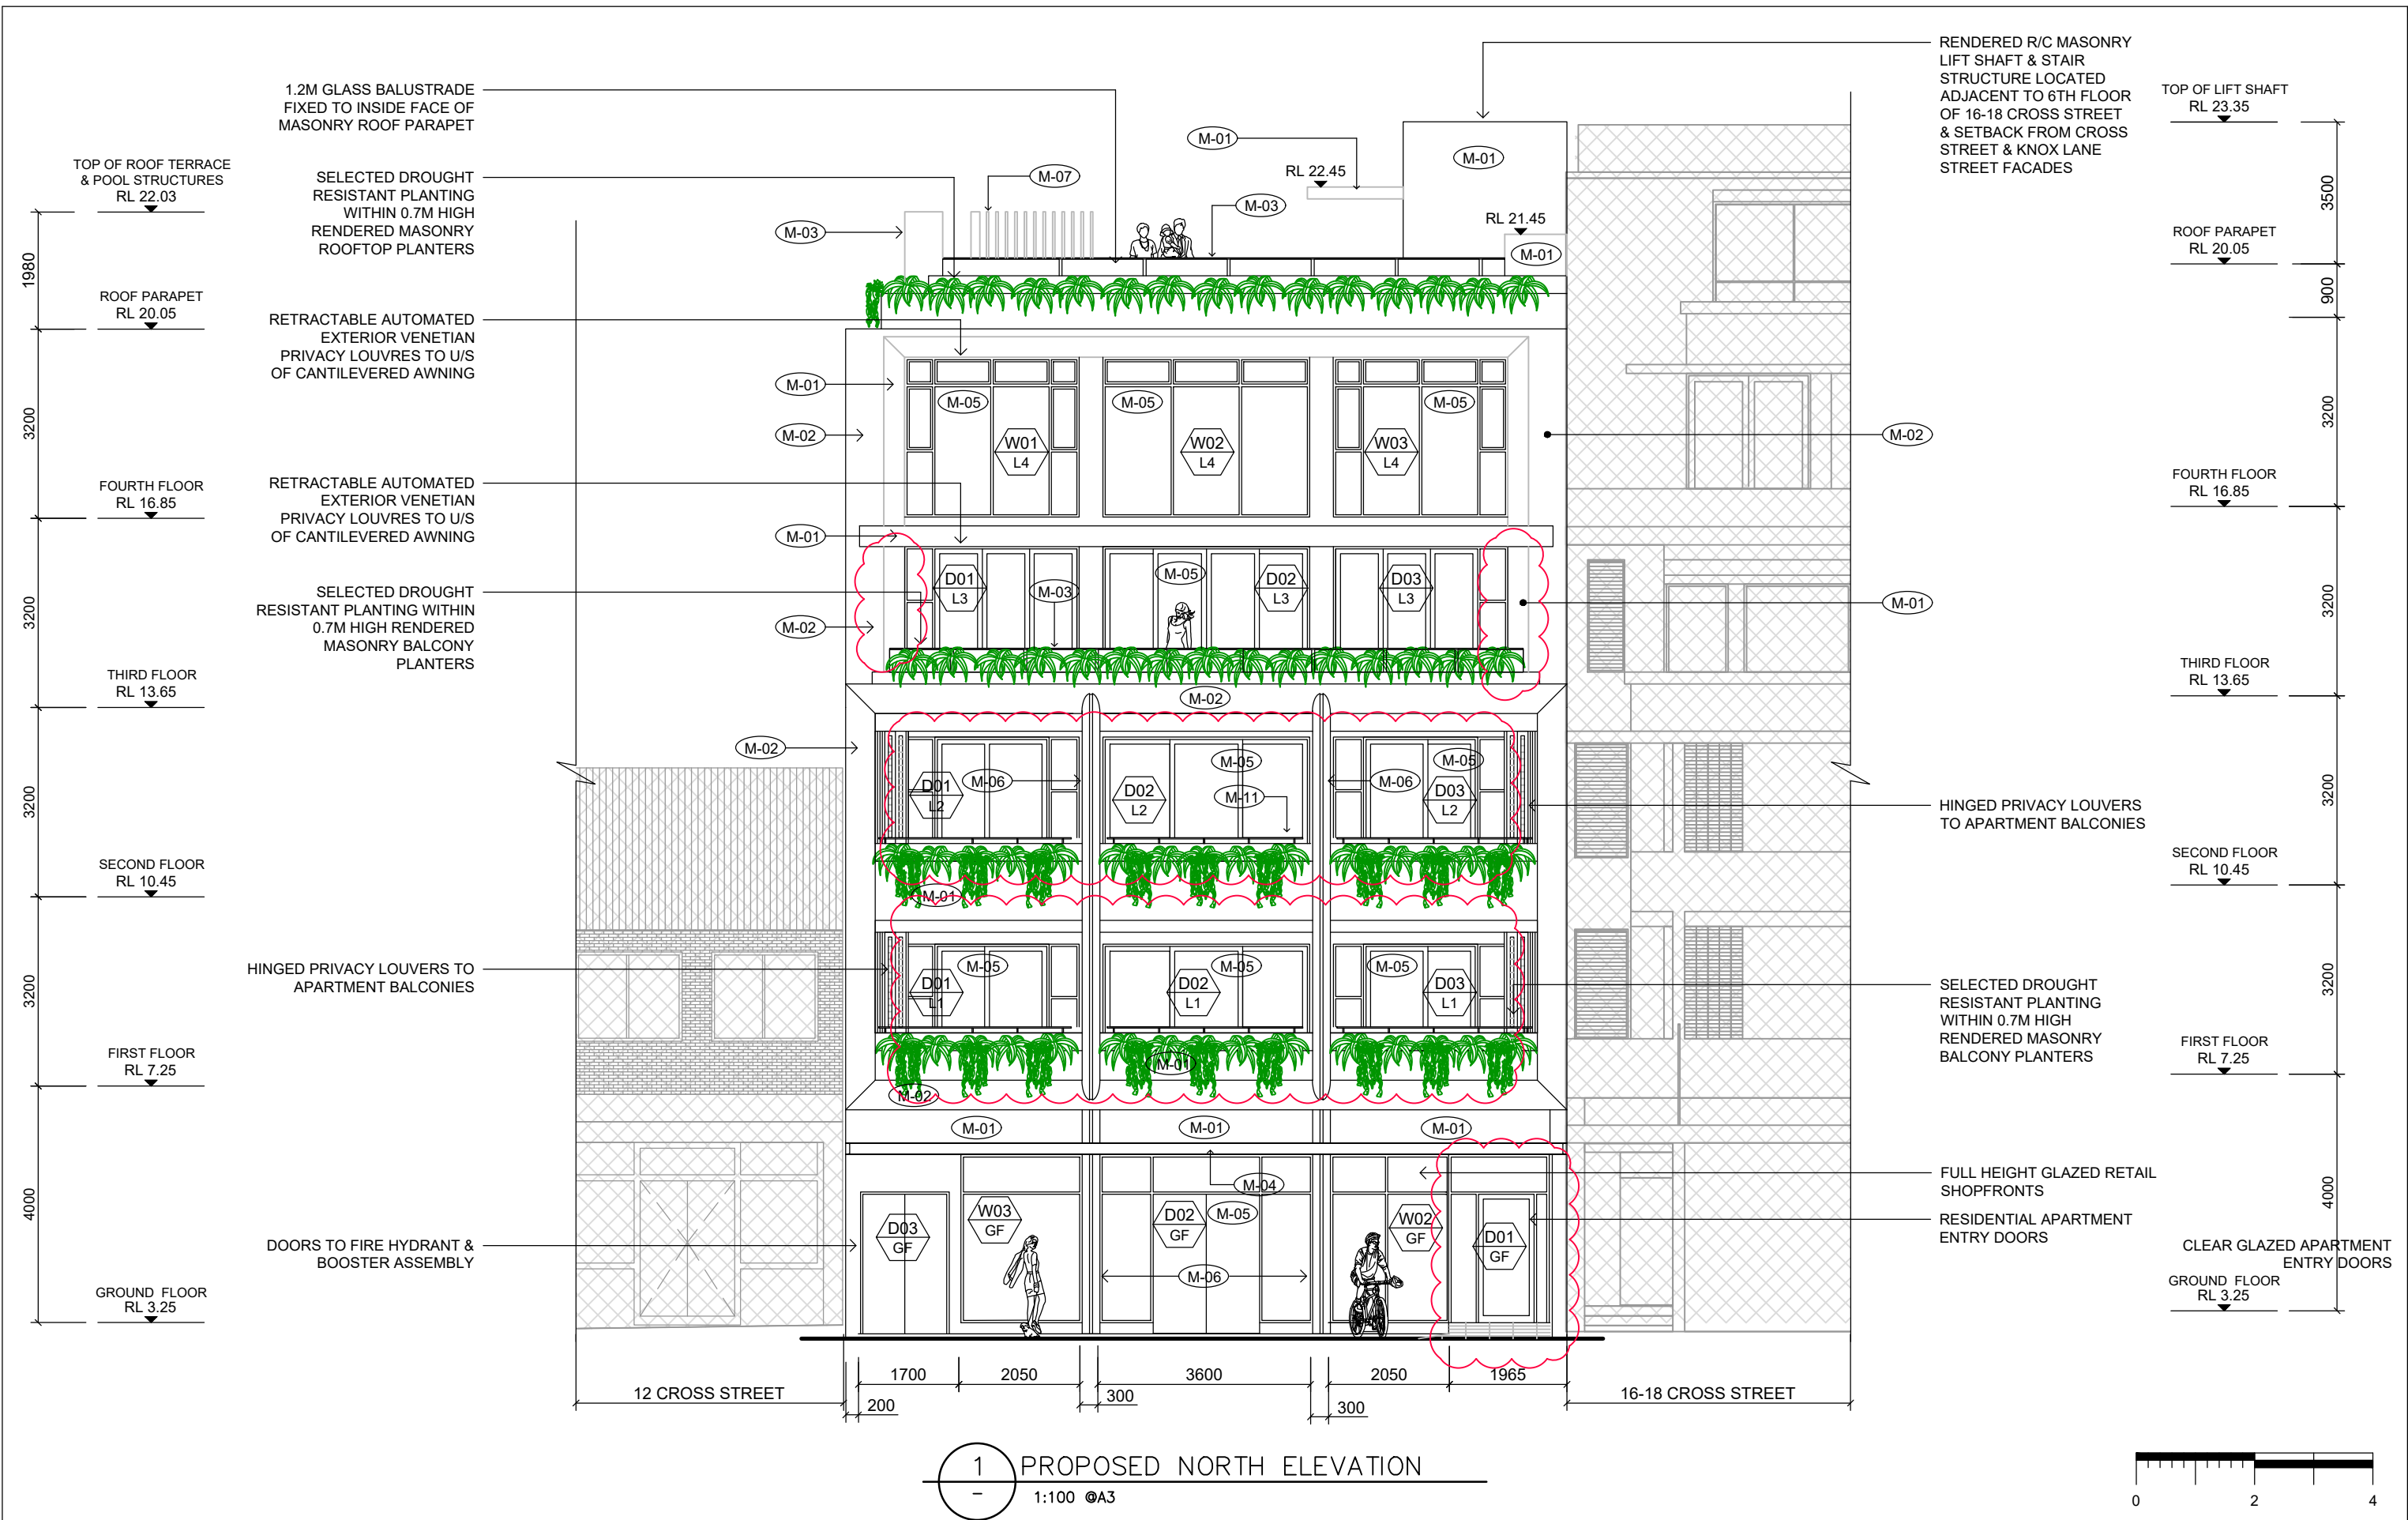 1.2M GLASS BALUSTRADE
FIXED TO INSIDE FACE OF
MASONRY ROOF PARAPET
SELECTED DROUGHT
RESISTANT PLANTING
WITHIN 0.7M HIGH
RENDERED MASONRY
ROOFTOP PLANTERS
RETRACTABLE AUTOMATED
EXTERIOR VENETIAN
PRIVACY LOUVRES TO U/S
OF CANTILEVERED AWNING
RETRACTABLE AUTOMATED
EXTERIOR VENETIAN
PRIVACY LOUVRES TO U/S
OF CANTILEVERED AWNING
SELECTED DROUGHT
RESISTANT PLANTING WITHIN
0.7M HIGH RENDERED
MASONRY BALCONY
PLANTERS
HINGED PRIVACY LOUVERS TO
APARTMENT BALCONIES
DOORS TO FIRE HYDRANT &
BOOSTER ASSEMBLY
TOP OF ROOF TERRACE
& POOL STRUCTURES
RL 22.03
ROOF PARAPET
RL 20.05
FOURTH FLOOR
RL 16.85
THIRD FLOOR
RL 13.65
SECOND FLOOR
RL 10.45
FIRST FLOOR
RL 7.25
GROUND FLOOR
RL 3.25
1980
3200
3200
3200
3200
4000
M-01
M-07
M-03
M-03
RL 22.45
M-01
RL 21.45
M-01
M-01
M-05
M-05
M-05
M-02
W01
L4
W02
L4
W03
L4
M-02
M-01
D01
L3
M-03
M-05
D02
L3
D03
L3
M-01
M-02
M-02
M-02
D01
L2
M-06
D02
L2
M-05
M-11
M-06
M-05
D03
L2
M-01
D01
L1
M-05
D02
L1
M-05
M-05
D03
L1
M-01
M-02
M-01
M-01
M-01
M-04
D03
GF
W03
GF
D02
GF
M-05
W02
GF
D01
GF
M-06
RENDERED R/C MASONRY
LIFT SHAFT & STAIR
STRUCTURE LOCATED
ADJACENT TO 6TH FLOOR
OF 16-18 CROSS STREET
& SETBACK FROM CROSS
STREET & KNOX LANE
STREET FACADES
HINGED PRIVACY LOUVERS
TO APARTMENT BALCONIES
SELECTED DROUGHT
RESISTANT PLANTING
WITHIN 0.7M HIGH
RENDERED MASONRY
BALCONY PLANTERS
FULL HEIGHT GLAZED RETAIL
SHOPFRONTS
RESIDENTIAL APARTMENT
ENTRY DOORS
CLEAR GLAZED APARTMENT
ENTRY DOORS
TOP OF LIFT SHAFT
RL 23.35
ROOF PARAPET
RL 20.05
FOURTH FLOOR
RL 16.85
THIRD FLOOR
RL 13.65
SECOND FLOOR
RL 10.45
FIRST FLOOR
RL 7.25
GROUND FLOOR
RL 3.25
3500
900
3200
3200
3200
3200
4000
12 CROSS STREET
200
1700
2050
300
3600
300
2050
1965
16-18 CROSS STREET
1
–
PROPOSED NORTH ELEVATION
1:100 @A3
0
2
4